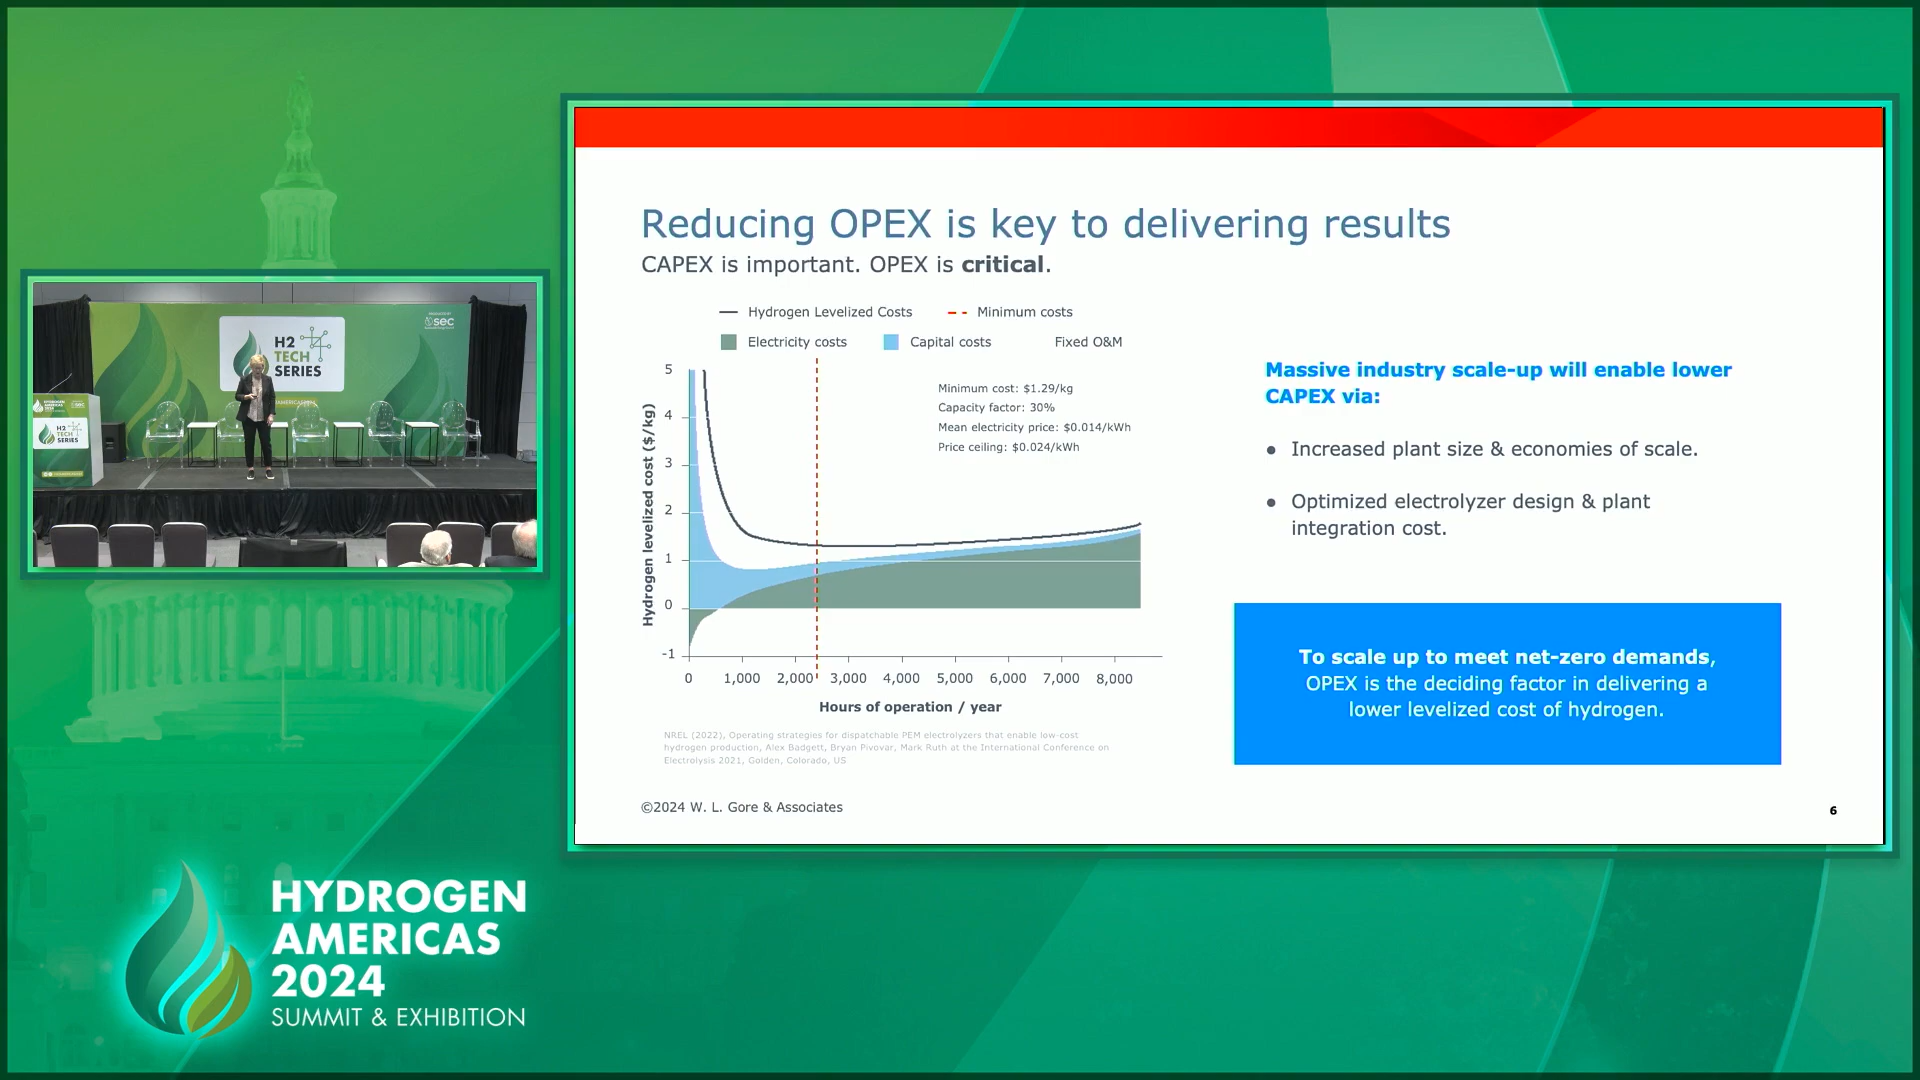 PRODUCED BY
sec
H2
TECH
SERIES
H2
TECH
SERIES
Reducing OPEX is key to delivering results
CAPEX is important. OPEX is critical.
Hydrogen Levelized Costs
Minimum costs
Electricity costs
Capital costs
Fixed O&M
Hydrogen levelized cost ($/kg)
5
4
3
2
1
0
-1
Minimum cost: $1.29/kg
Capacity factor: 30%
Mean electricity price: $0.014/kWh
Price ceiling: $0.024/kWh
0 1,000 2,000 3,000 4,000 5,000 6,000 7,000 8,000
Hours of operation / year
NREL (2022), Operating strategies for dispatchable PEM electrolyzers that enable low-cost
hydrogen production, Alex Badgett, Bryan Pivovar, Mark Ruth at the International Conference on
Electrolysis 2021, Golden, Colorado, US
Massive industry scale-up will enable lower
CAPEX via:
● Increased plant size & economies of scale.
● Optimized electrolyzer design & plant
integration cost.
To scale up to meet net-zero demands,
OPEX is the deciding factor in delivering a
lower levelized cost of hydrogen.
©2024 W. L. Gore & Associates
6
HYDROGEN
AMERICAS
2024
SUMMIT & EXHIBITION